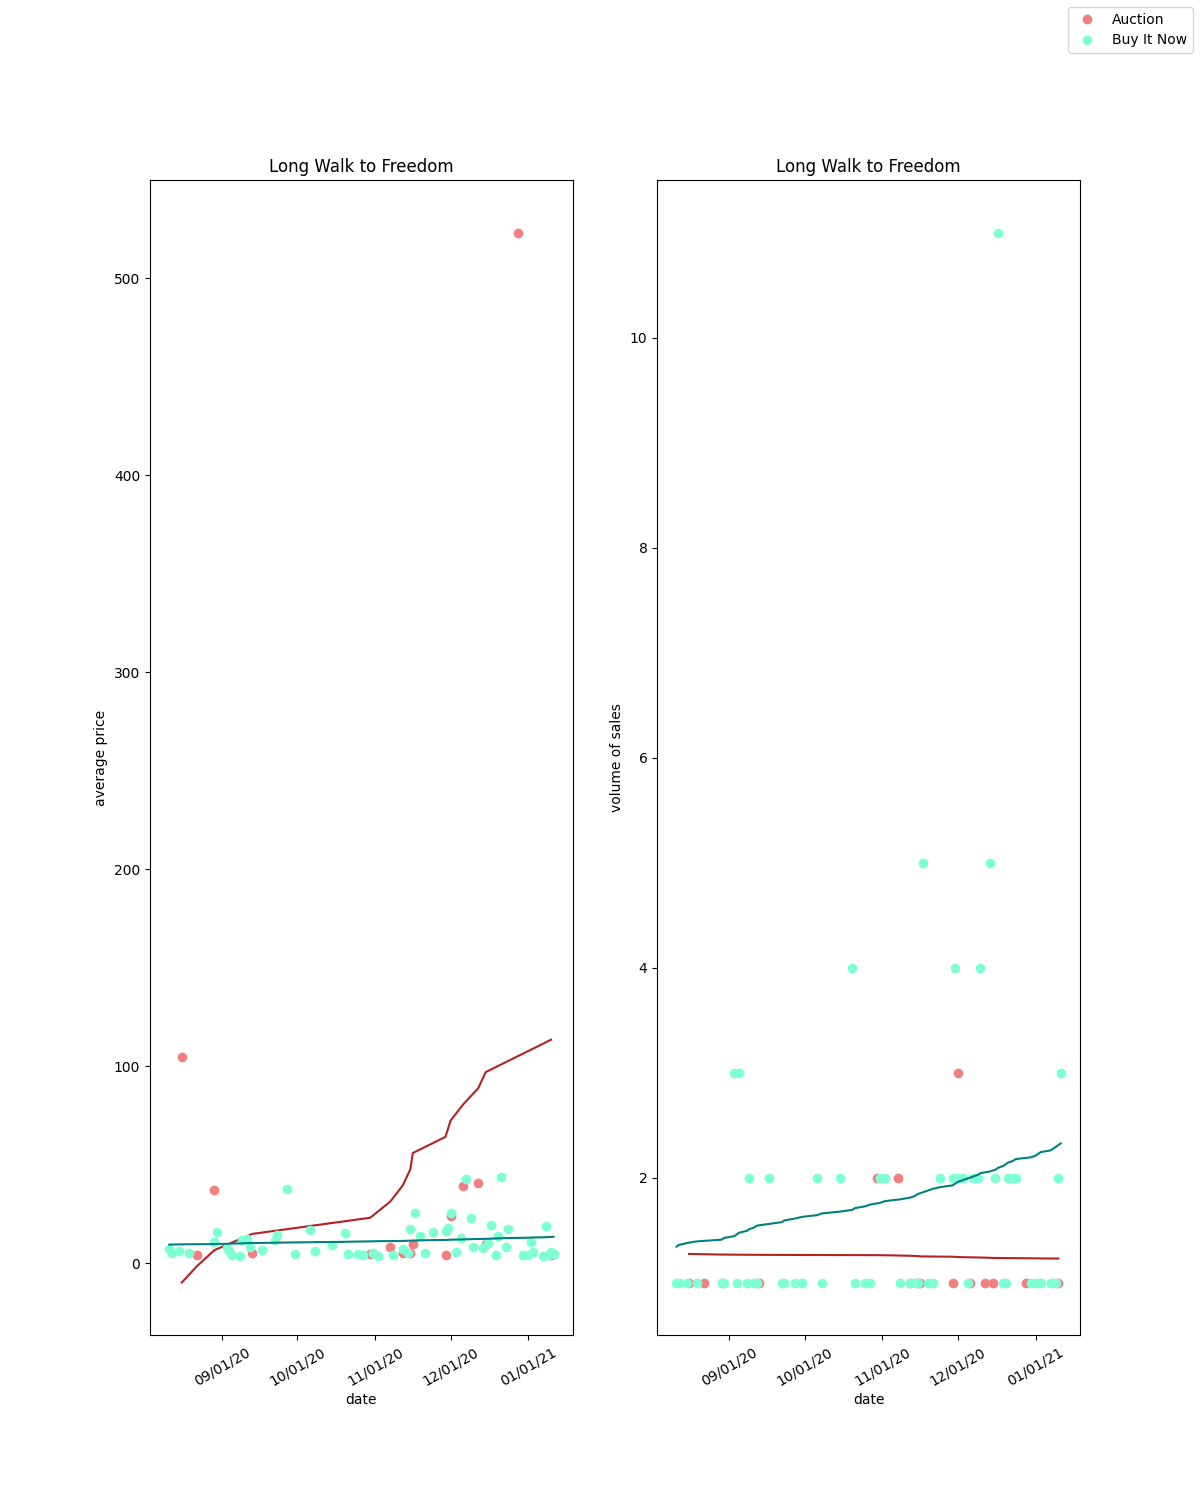 Auction
Buy It Now
Long Walk to Freedom
500
400
300
200
100
0
average price
09/01/20
10/01/20
11/01/20
12/01/20
01/01/21
date
Long Walk to Freedom
10
8
6
4
2
volume of sales
09/01/20
10/01/20
11/01/20
12/01/20
01/01/21
date